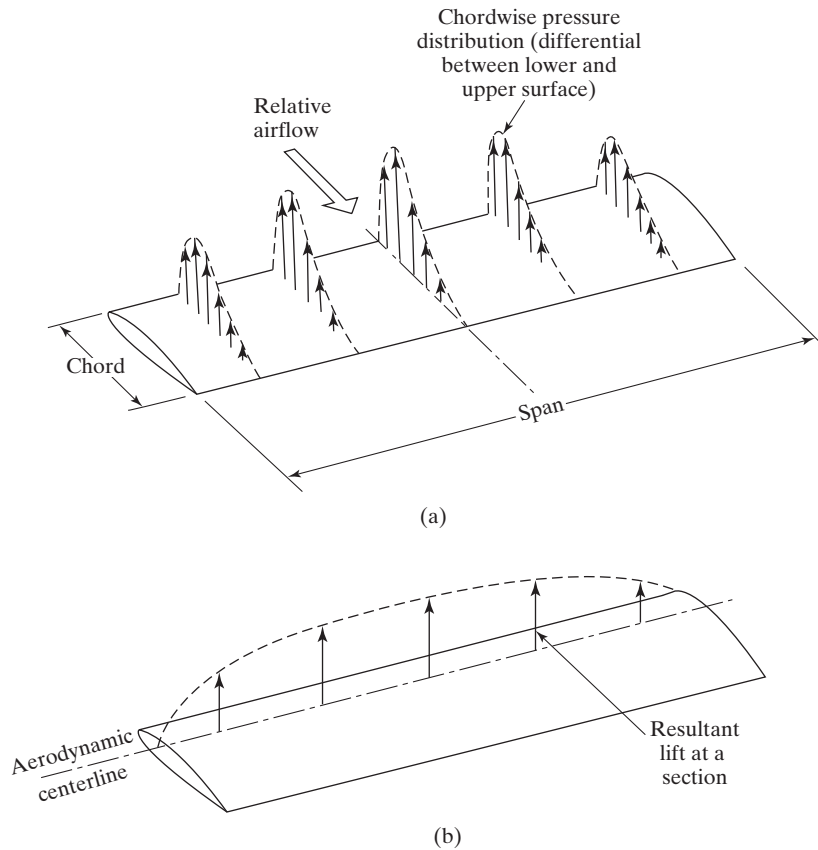 Chordwise pressure
distribution (differential
between lower and
upper surface)
Relative
airflow
Chord
Span
(a)
Aerodynamic
centerline
Resultant
lift at a
section
(b)